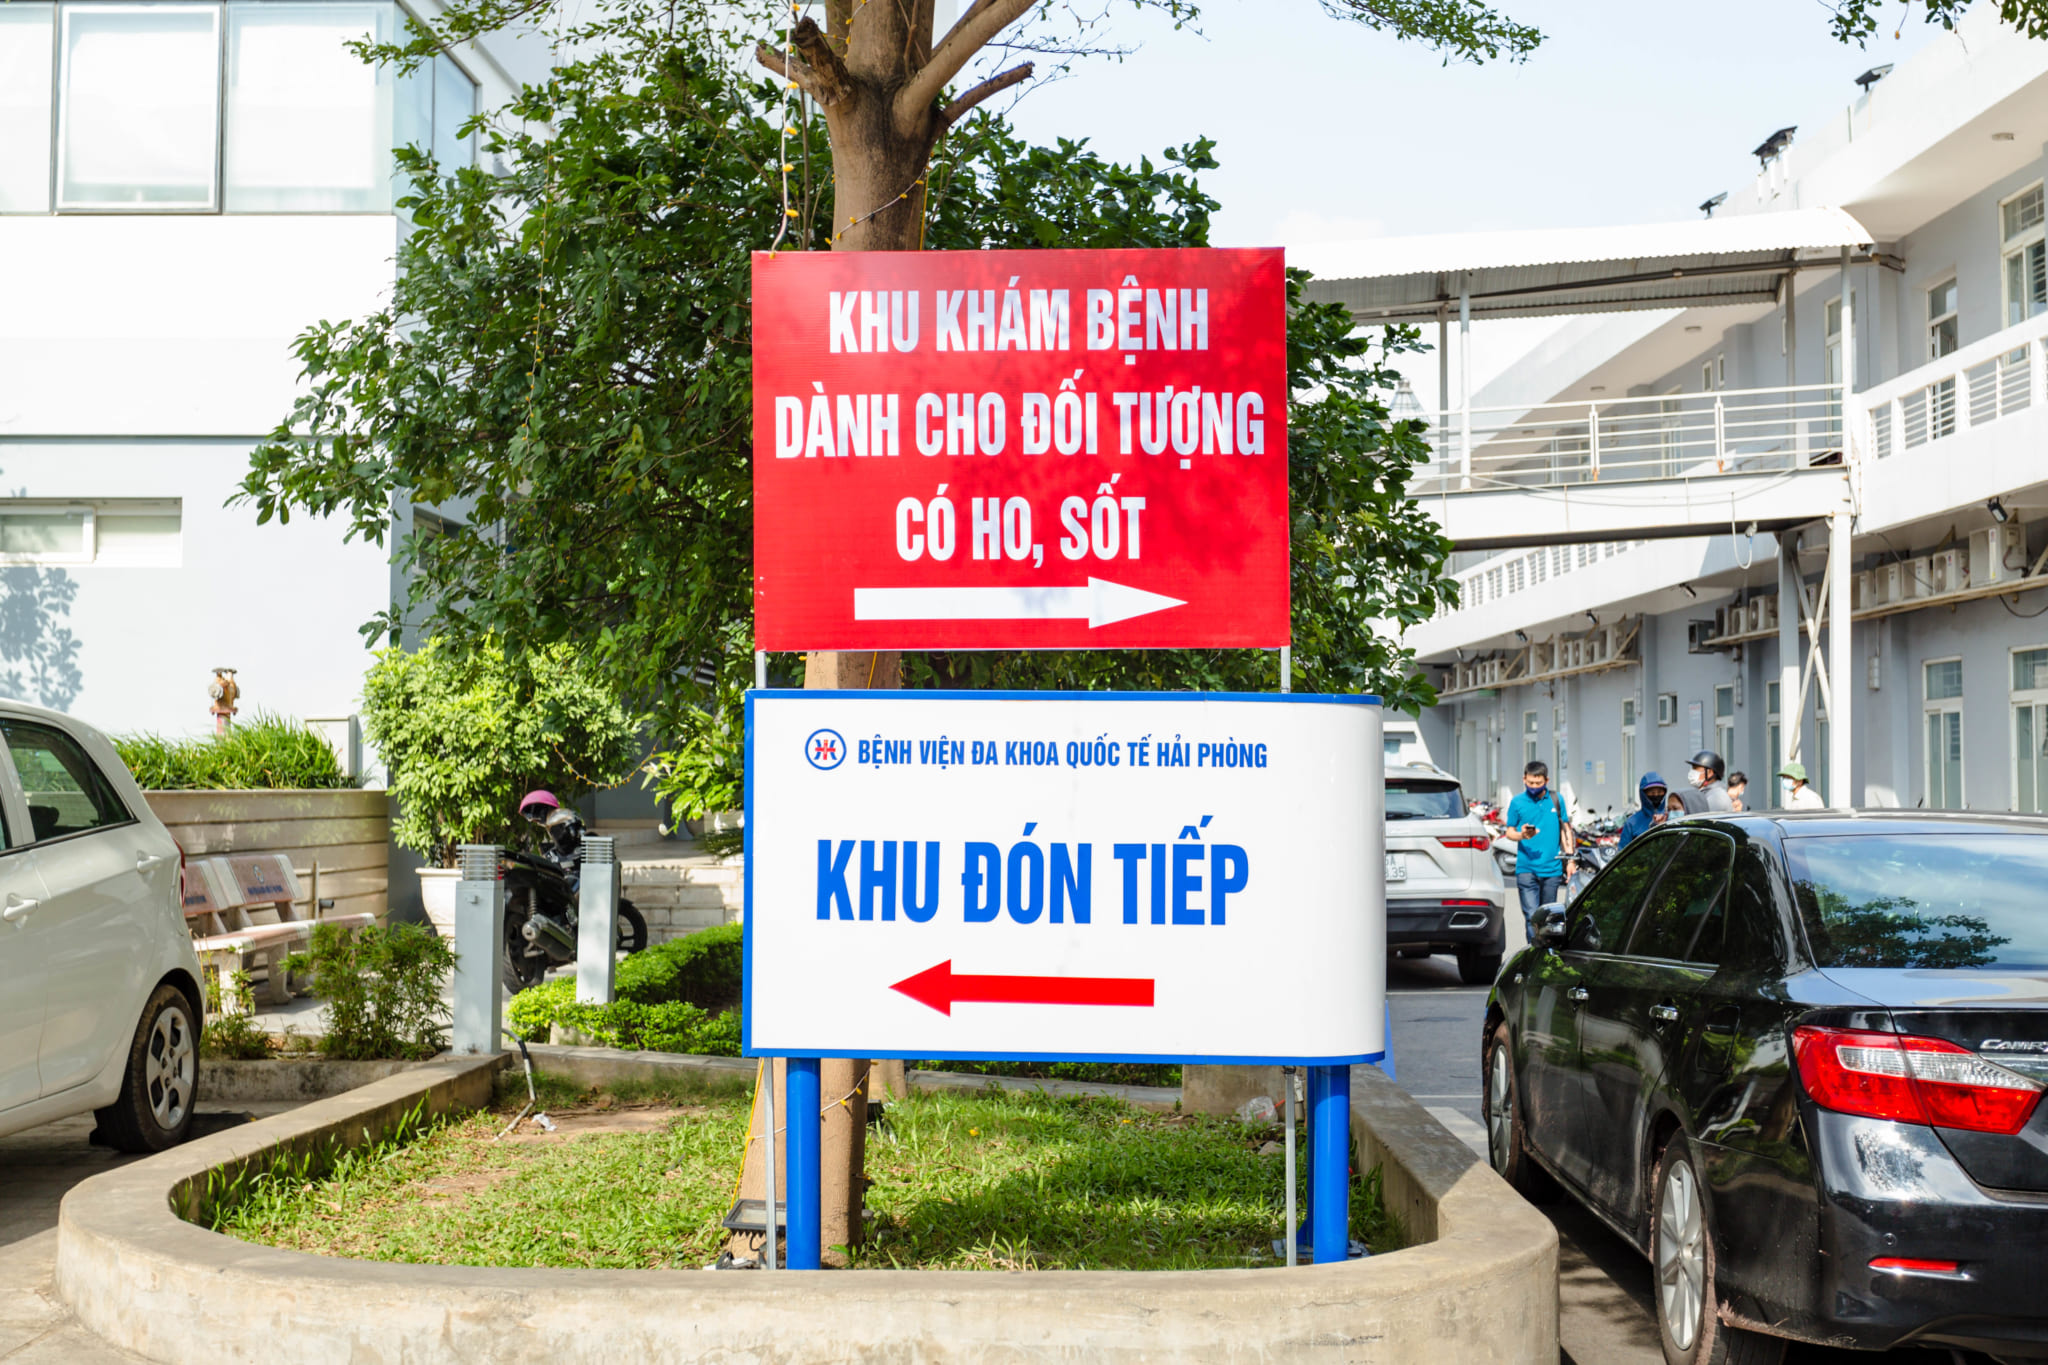 KHU KHÁM BỆNH
DÀNH CHO ĐỐI TƯỢNG
CÓ HO, SỐT
BỆNH VIỆN ĐA KHOA QUỐC TẾ HẢI PHÒNG
KHU ĐÓN TIẾP